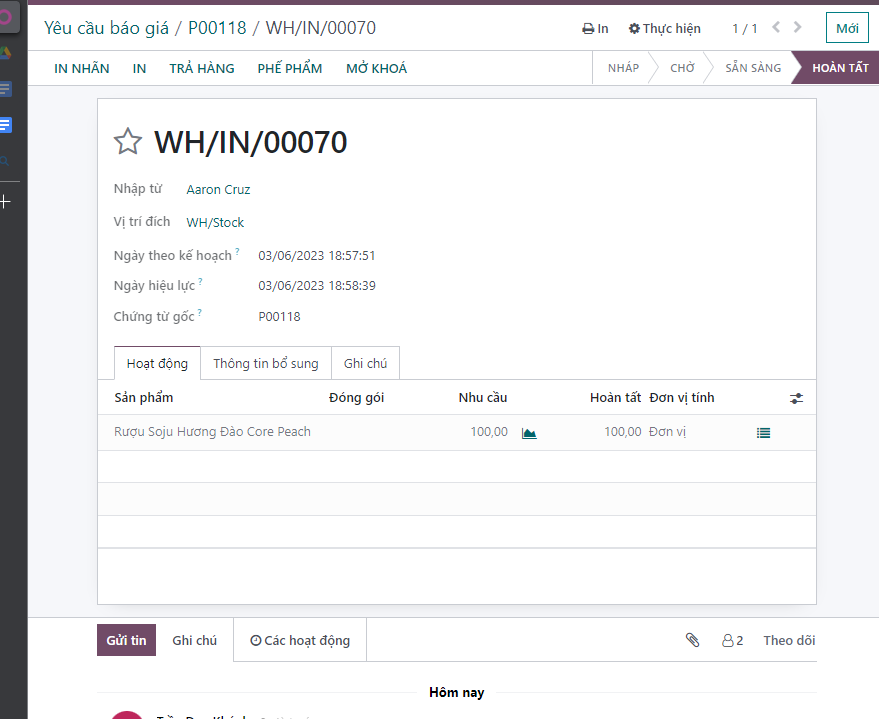 Yêu cầu báo giá / P00118 / WH/IN/00070 In Thực hiện 1 / 1 Mới
IN NHÃN IN TRẢ HÀNG PHẾ PHẨM MỞ KHOÁ NHÁP CHỜ SẴN SÀNG HOÀN TẤT
WH/IN/00070
Nhập từ Aaron Cruz
Vị trí đích WH/Stock
Ngày theo kế hoạch ? 03/06/2023 18:57:51
Ngày hiệu lực ? 03/06/2023 18:58:39
Chứng từ gốc ? P00118
Hoạt động Thông tin bổ sung Ghi chú
Sản phẩm Đóng gói Nhu cầu Hoàn tất Đơn vị tính
Rượu Soju Hương Đào Core Peach 100,00 100,00 Đơn vị
Gửi tin Ghi chú Các hoạt động 2 Theo dõi
Hôm nay